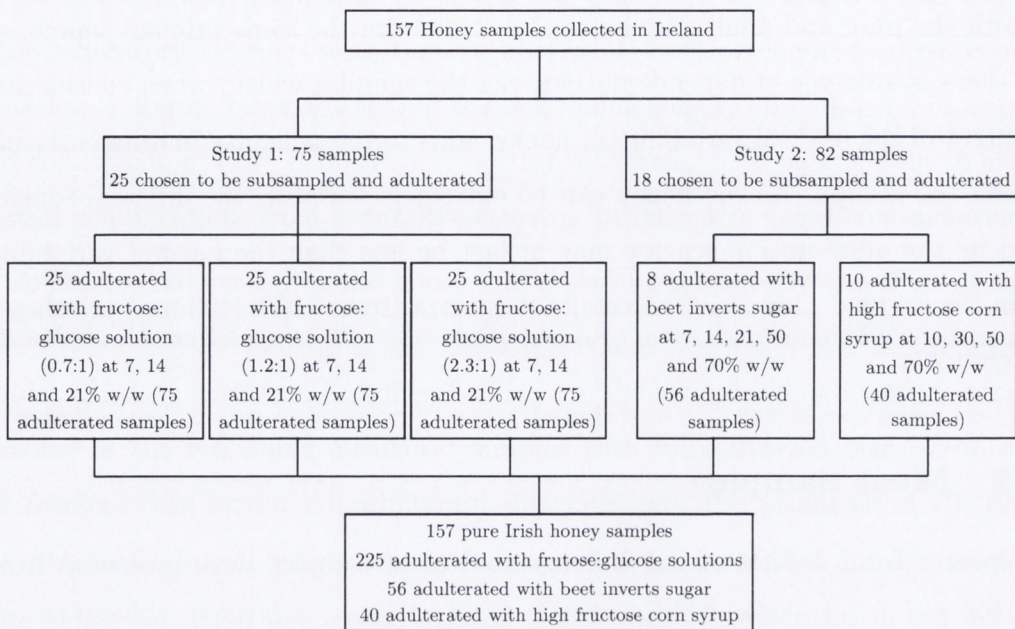 157 Honey samples collected in Ireland
Study 1: 75 samples
25 chosen to be subsampled and adulterated
Study 2: 82 samples
18 chosen to be subsampled and adulterated
25 adulterated
with fructose:
glucose solution
(0.7:1) at 7, 14
and 21% w/w (75
adulterated samples)
25 adulterated
with fructose:
glucose solution
(1.2:1) at 7, 14
and 21% w/w (75
adulterated samples)
25 adulterated
with fructose:
glucose solution
(2.3:1) at 7, 14
and 21% w/w (75
adulterated samples)
8 adulterated with
beet inverts sugar
at 7, 14, 21, 50
and 70% w/w
(56 adulterated
samples)
10 adulterated with
high fructose corn
syrup at 10, 30, 50
and 70% w/w
(40 adulterated
samples)
157 pure Irish honey samples
225 adulterated with frutose:glucose solutions
56 adulterated with beet inverts sugar
40 adulterated with high fructose corn syrup